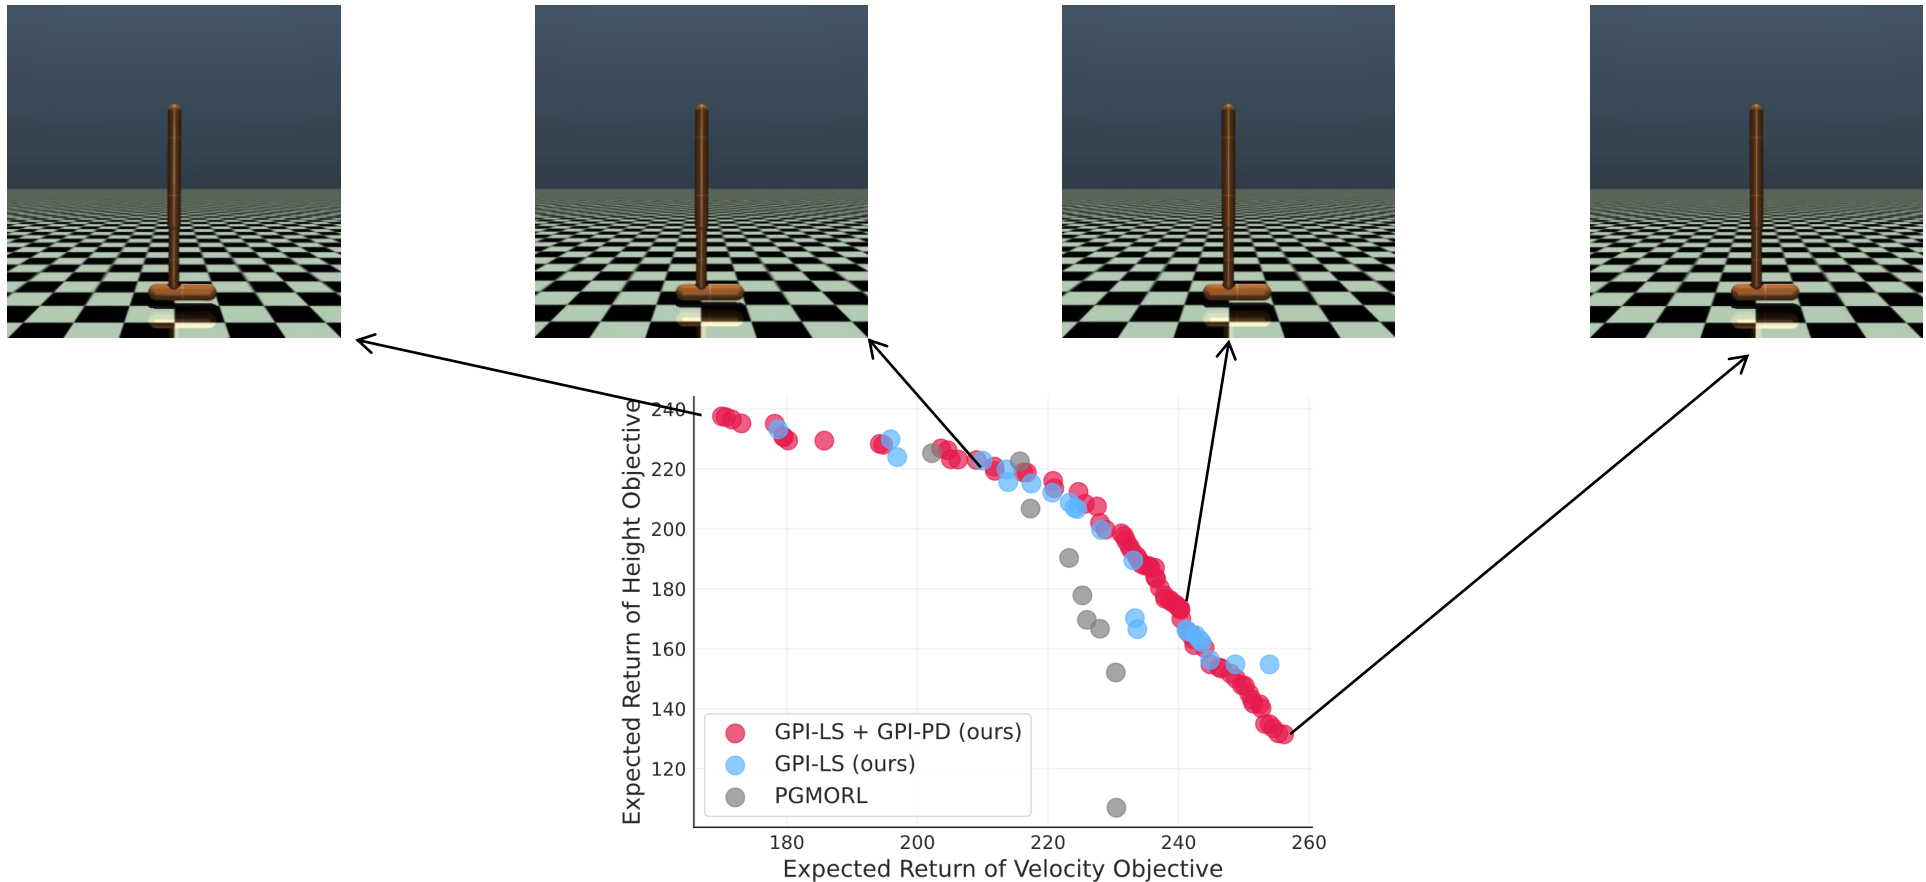 Expected Return of Height Objective
240
220
200
180
160
140
120
GPI-LS + GPI-PD (ours)
GPI-LS (ours)
PGMORL
180 200 220 240 260
Expected Return of Velocity Objective